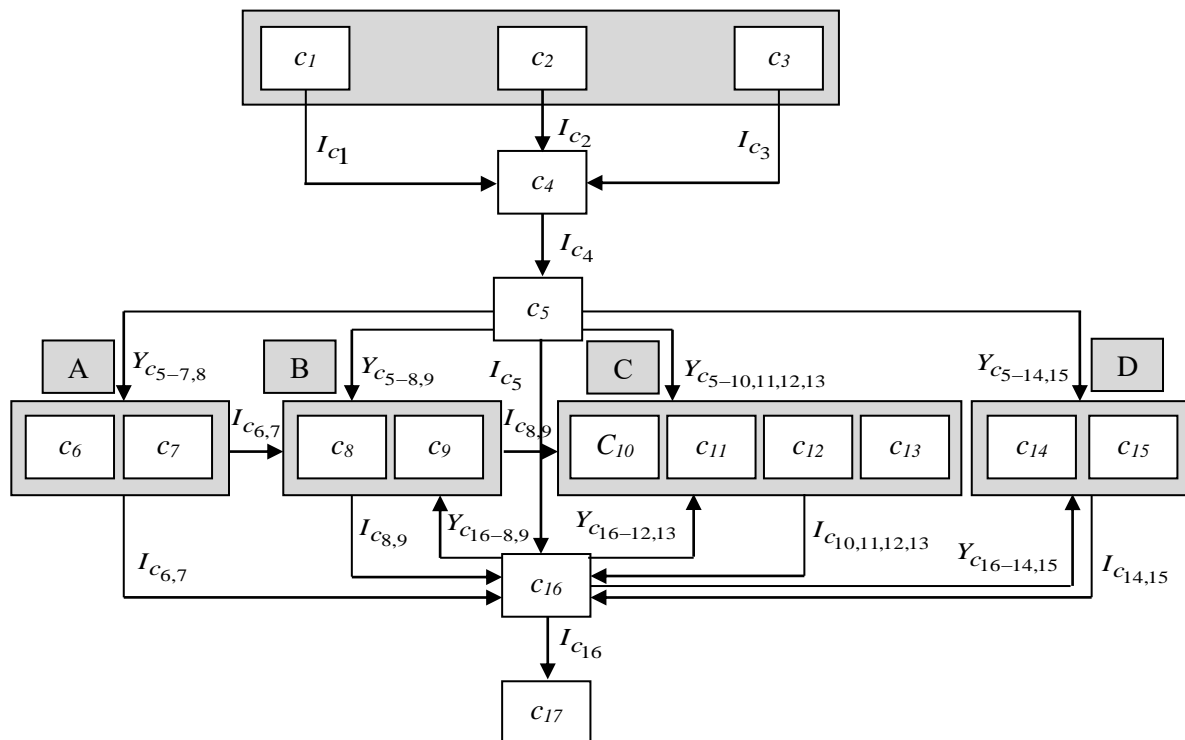 c1 c2 c3
Ic1 Ic2 Ic3
c4
Ic4
c5
A B C D
Yc5−7,8 Yc5−8,9 Ic5 Yc5−10,11,12,13 Yc5−14,15
Ic6,7 Ic8,9
c6 c7 c8 c9 C10 c11 c12 c13 c14 c15
Ic8,9 Yc16−8,9 Yc16−12,13 Ic10,11,12,13
Ic6,7 Yc16−14,15 Ic14,15
c16
Ic16
c17